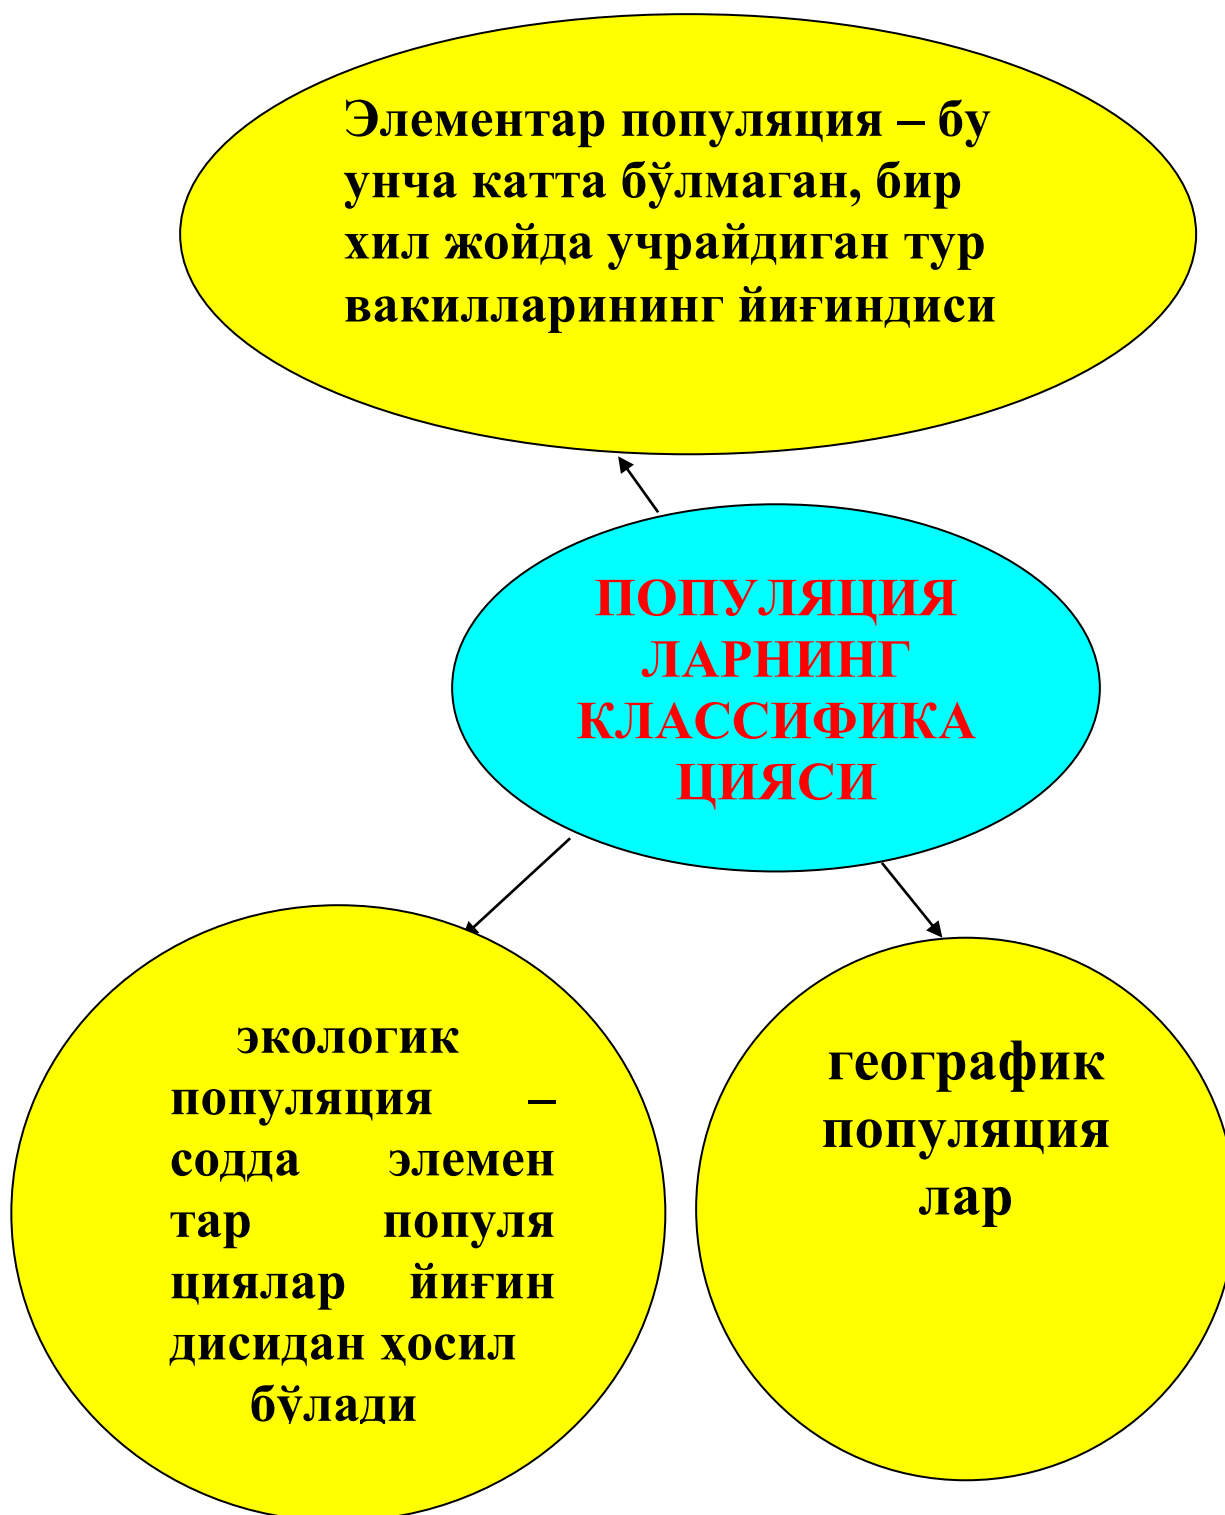 Элементар популяция – бу
унча катта бўлмаган, бир
хил жойда учрайдиган тур
вакилларининг йиғиндиси
ПОПУЛЯЦИЯ
ЛАРНИНГ
КЛАССИФИКА
ЦИЯСИ
экологик
популяция –
содда элемен
тар популя
циялар йиғин
дисидан ҳосил
бўлади
географик
популяция
лар